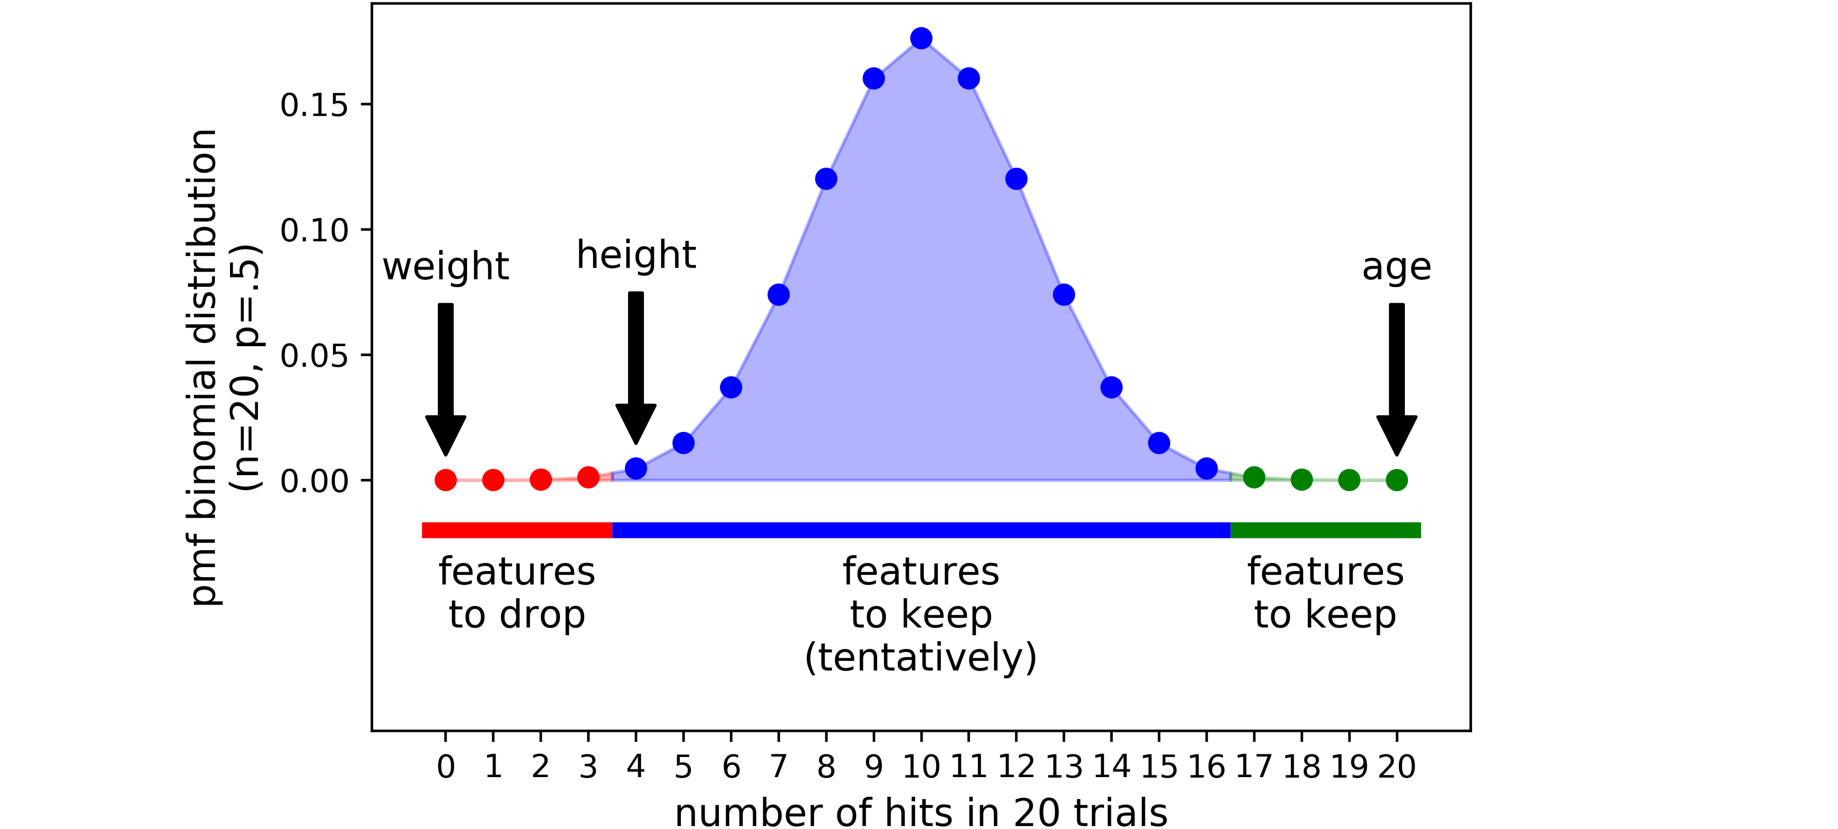 pmf binomial distribution
(n=20, p=.5)
0.15
0.10
0.05
0.00
weight
height
age
features
to drop
features
to keep
(tentatively)
features
to keep
0 1 2 3 4 5 6 7 8 9 10 11 12 13 14 15 16 17 18 19 20
number of hits in 20 trials